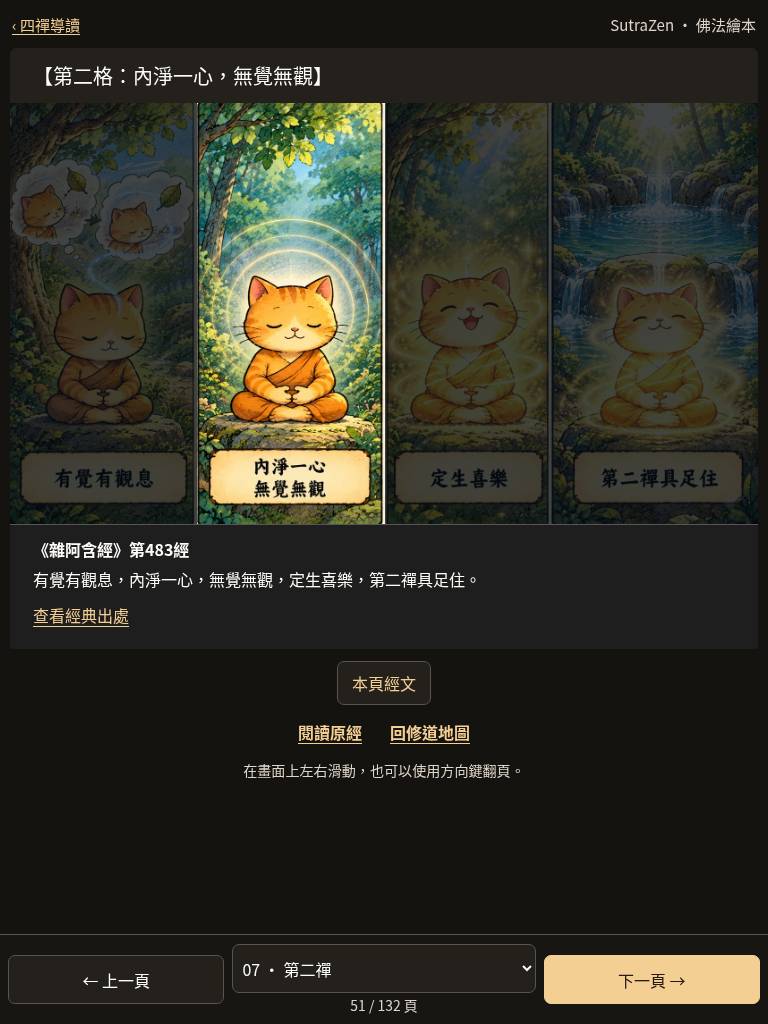 ‹ 四禪導讀
SutraZen · 佛法繪本
【第二格：內淨一心，無覺無觀】
有覺有觀息
內淨一心
無覺無觀
定生喜樂
第二禪具足住
《雜阿含經》第483經
有覺有觀息，內淨一心，無覺無觀，定生喜樂，第二禪具足住。
查看經典出處
本頁經文
閱讀原經 回修道地圖
在畫面上左右滑動，也可以使用方向鍵翻頁。
← 上一頁
07 · 第二禪
下一頁 →
51 / 132 頁